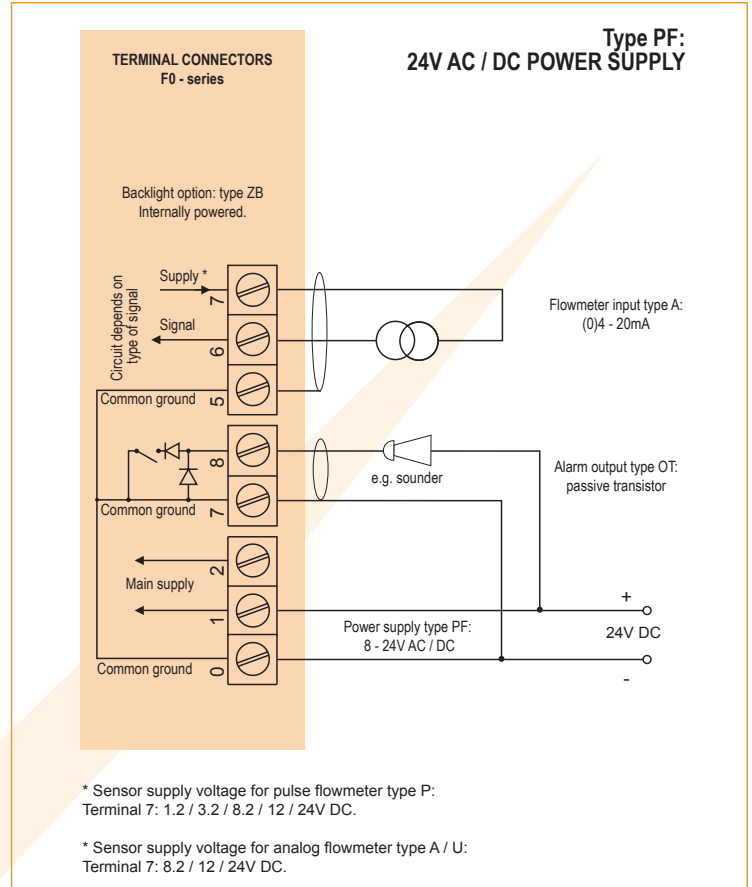 Type PF:
24V AC / DC POWER SUPPLY
TERMINAL CONNECTORS
F0 - series
Backlight option: type ZB
Internally powered.
Circuit depends on
type of signal
Supply *
7
Signal
6
Common ground
5
Flowmeter input type A:
(0)4 - 20mA
8
e.g. sounder
Alarm output type OT:
passive transistor
Common ground
7
2
Main supply
1
Power supply type PF:
8 - 24V AC / DC
+
24V DC
-
Common ground
0
* Sensor supply voltage for pulse flowmeter type P:
Terminal 7: 1.2 / 3.2 / 8.2 / 12 / 24V DC.
* Sensor supply voltage for analog flowmeter type A / U:
Terminal 7: 8.2 / 12 / 24V DC.